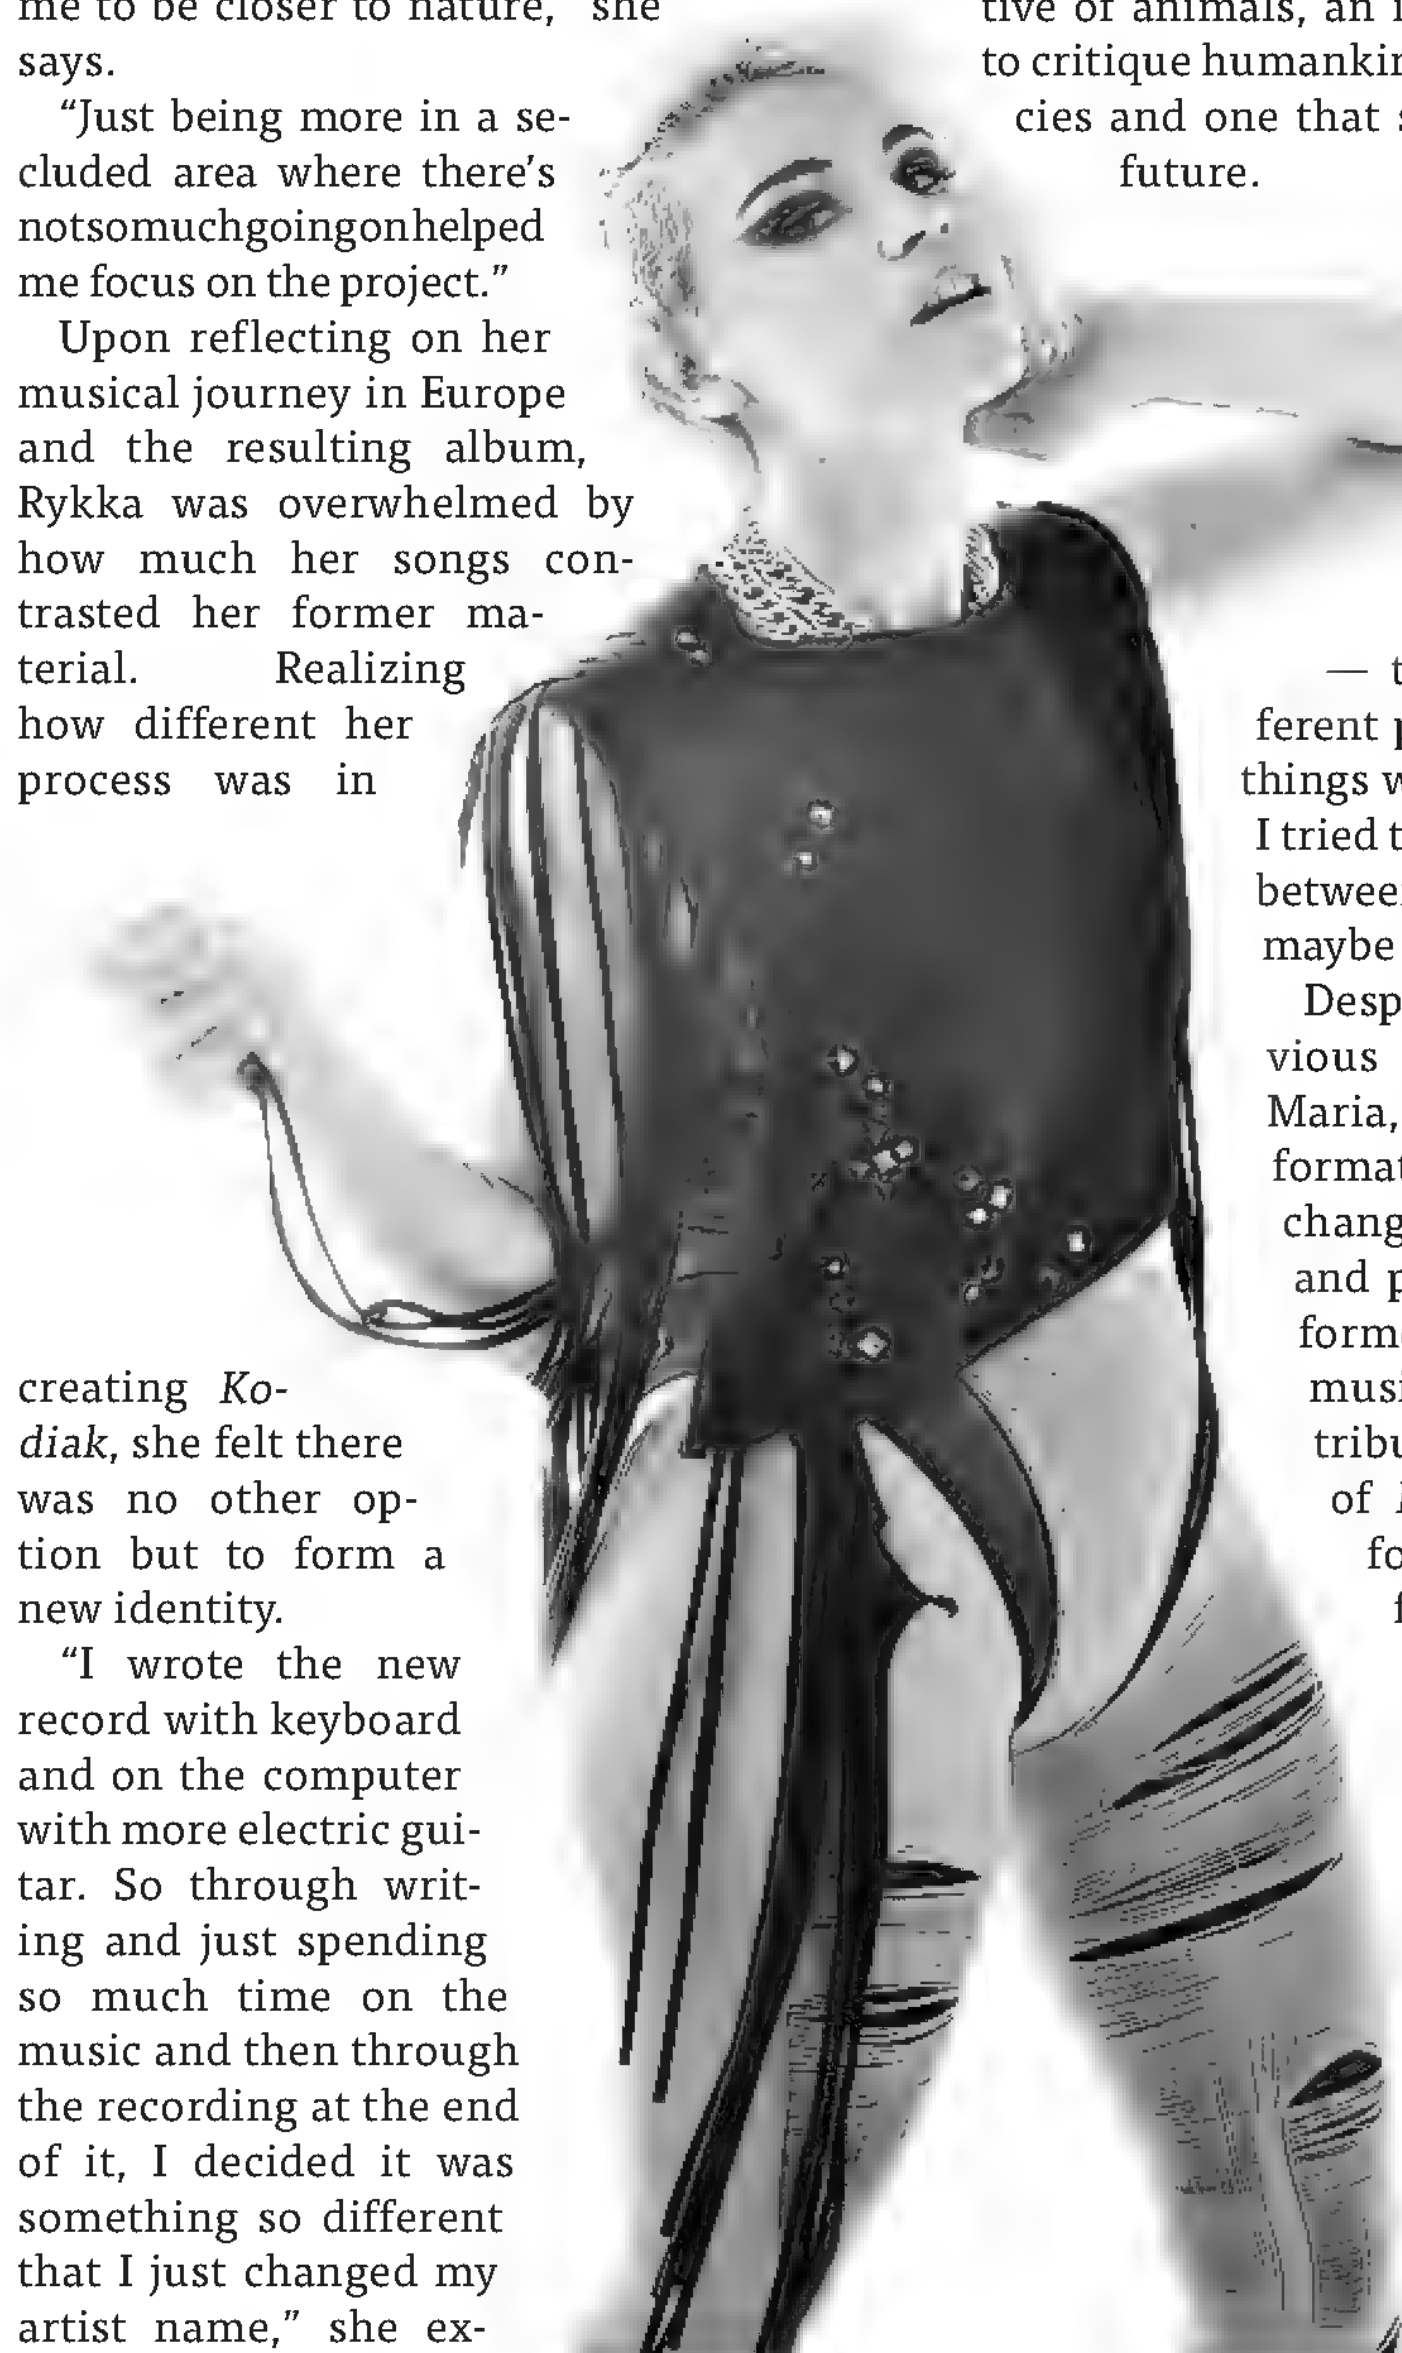 me to be closer to nature,” she
says.
“Just being more in a se-
cluded area where there’s
notsomuchgoingonhelped
me focus on the project.”
Upon reflecting on her
musical journey in Europe
and the resulting album,
Rykka was overwhelmed by
how much her songs con-
trasted her former ma-
terial. Realizing
how different her
process was in
creating Ko-
diak, she felt there
was no other op-
tion but to form a
new identity.
“I wrote the new
record with keyboard
and on the computer
with more electric gui-
tar. So through writ-
ing and just spending
so much time on the
music and then through
the recording at the end
of it, I decided it was
something so different
that I just changed my
artist name,” she ex-
tive of animals, an
to critique humankin
cies and one that
future.
—
ferent
things
I tried
between
maybe
Desp
vious
Maria,
format
chang
and
form
musi
tribu
of
fo